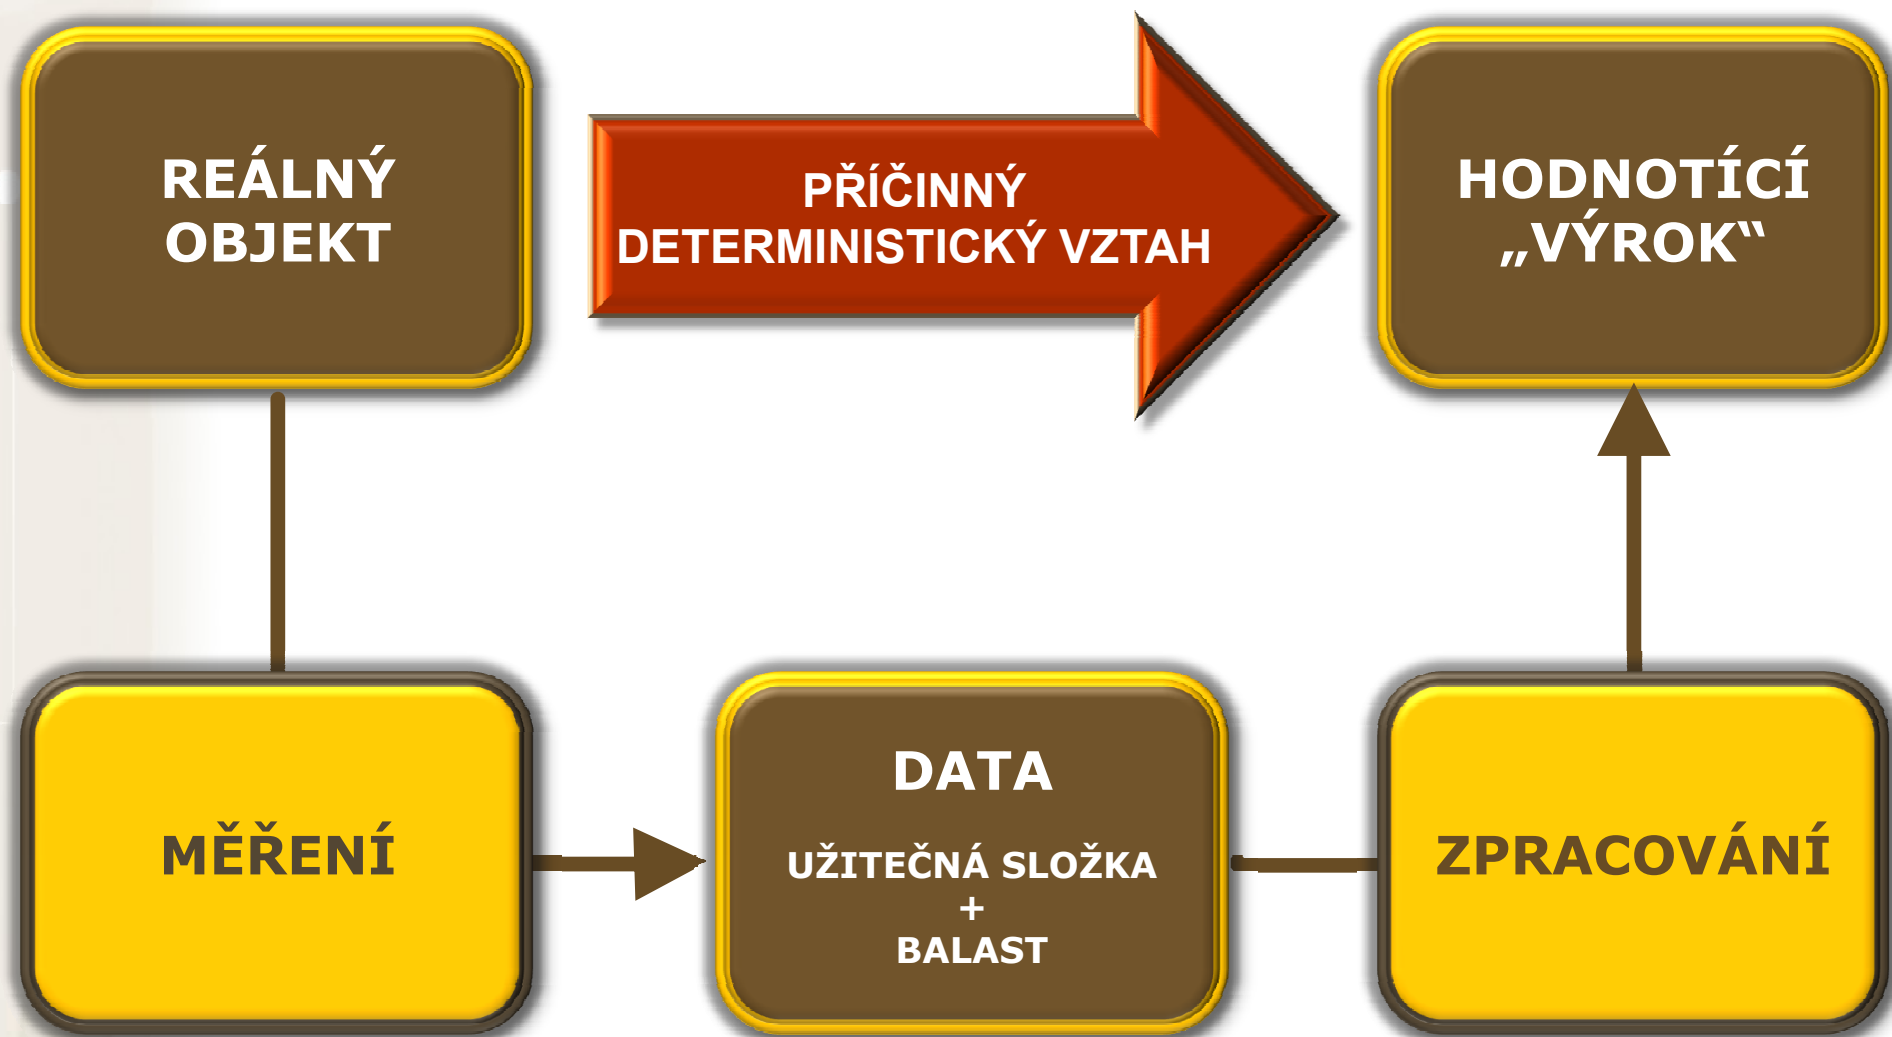 REÁLNÝ
OBJEKT
PŘÍČINNÝ
DETERMINISTICKÝ VZTAH
HODNOTÍCÍ
„VÝROK“
MĚŘENÍ
DATA
UŽITEČNÁ SLOŽKA
+
BALAST
ZPRACOVÁNÍ